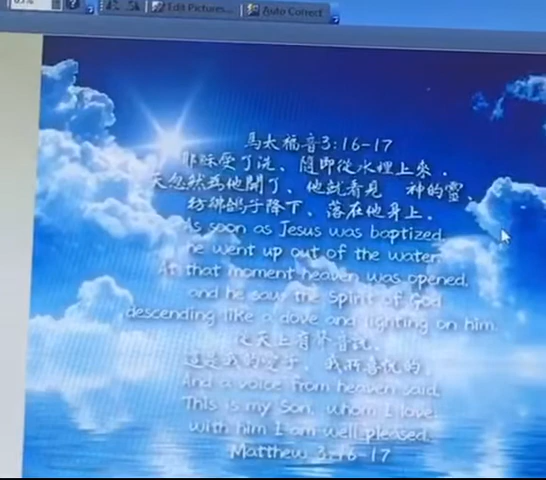 Edit Pictures...
Auto Correct
馬太福音3:16-17
耶穌受了洗、隨即從水裡上來．
天忽然為他開了、他就看見　神的靈、
彷彿鴿子降下、落在他身上．
As soon as Jesus was baptized,
he went up out of the water.
At that moment heaven was opened,
and he saw the Spirit of God
descending like a dove and lighting on him.
從天上有聲音說、
這是我的愛子、我所喜悅的．
And a voice from heaven said,
This is my Son, whom I love
with him I am well pleased.
Matthew 3:16-17